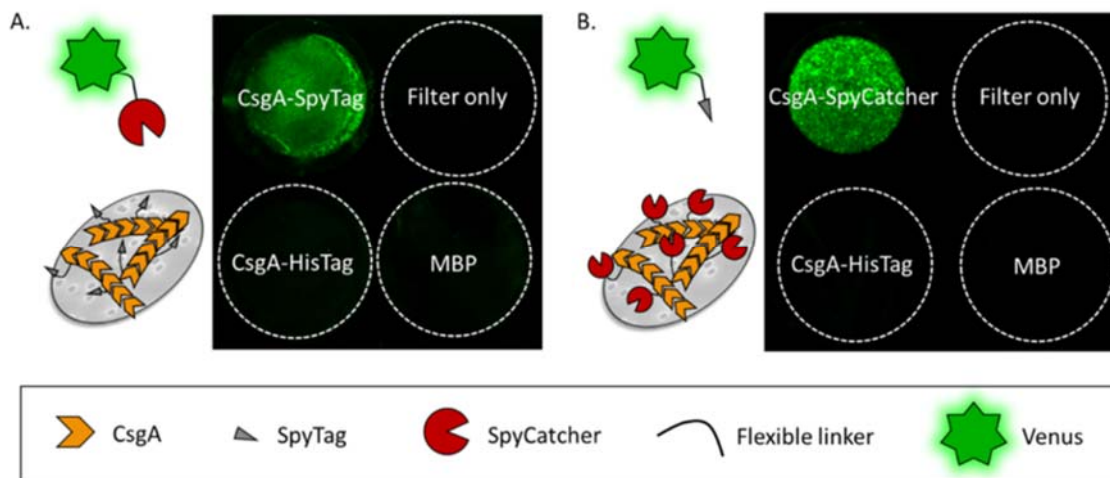 A.
CsgA-SpyTag
Filter only
CsgA-HisTag
MBP
B.
CsgA-SpyCatcher
Filter only
CsgA-HisTag
MBP
CsgA
SpyTag
SpyCatcher
Flexible linker
Venus